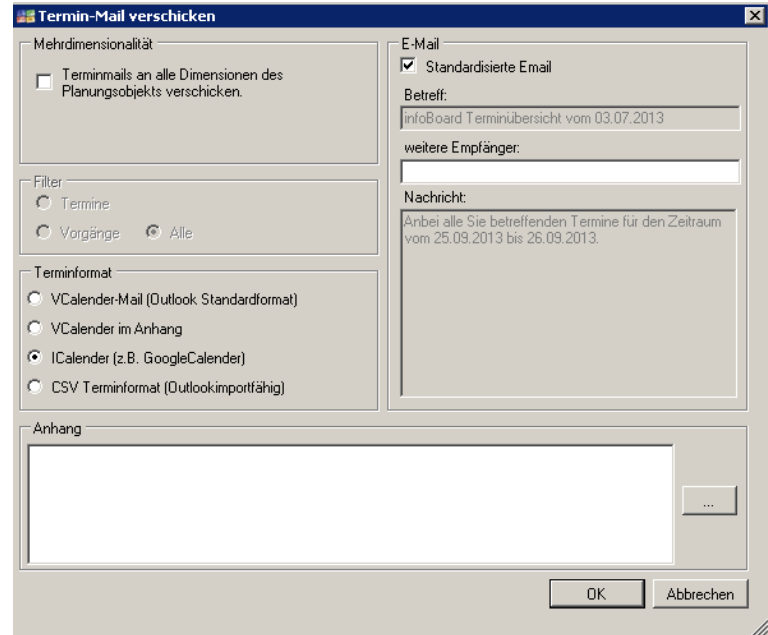 Termin-Mail verschicken
Mehrdimensionalität
Terminmails an alle Dimensionen des
Planungsobjekts verschicken.
Filter
Termine
Vorgänge Alle
Terminformat
VCalender-Mail (Outlook Standardformat)
VCalender im Anhang
ICalender (z.B. GoogleCalender)
CSV Terminformat (Outlookimportfähig)
E-Mail
Standardisierte Email
Betreff:
infoBoard Terminübersicht vom 03.07.2013
weitere Empfänger:
Nachricht:
Anbei alle Sie betreffenden Termine für den Zeitraum
vom 25.09.2013 bis 26.09.2013.
Anhang
...
OK Abbrechen